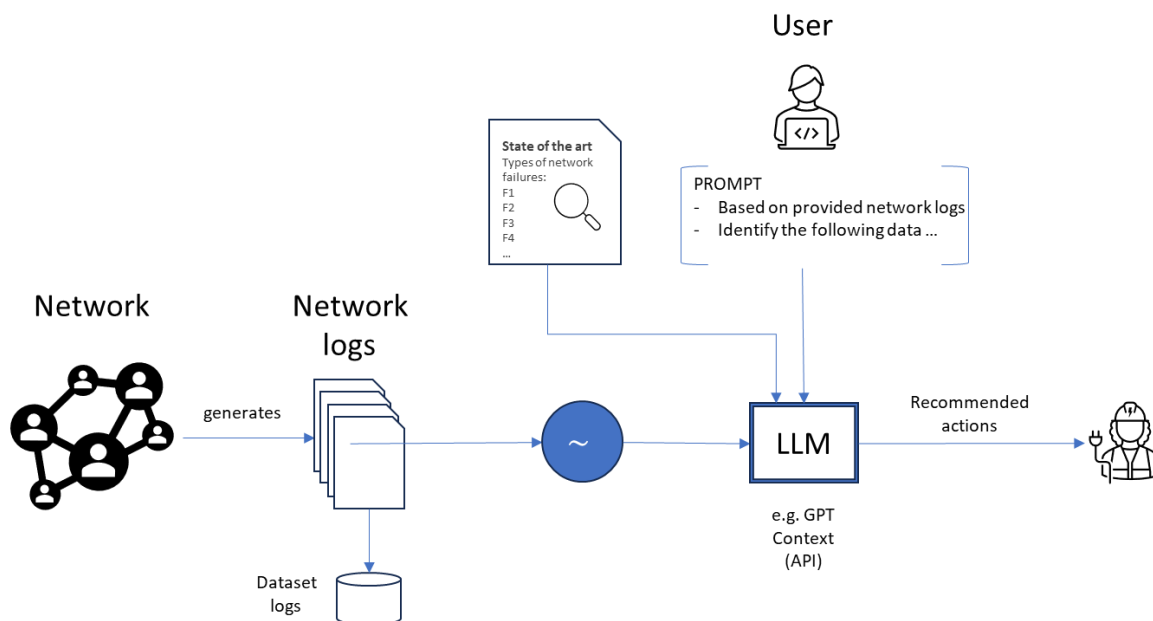 User
State of the art
Types of network
failures:
F1
F2
F3
F4
...
PROMPT
- Based on provided network logs
- Identify the following data ...
Network
Network
logs
generates
~
LLM
Recommended
actions
e.g. GPT
Context
(API)
Dataset
logs